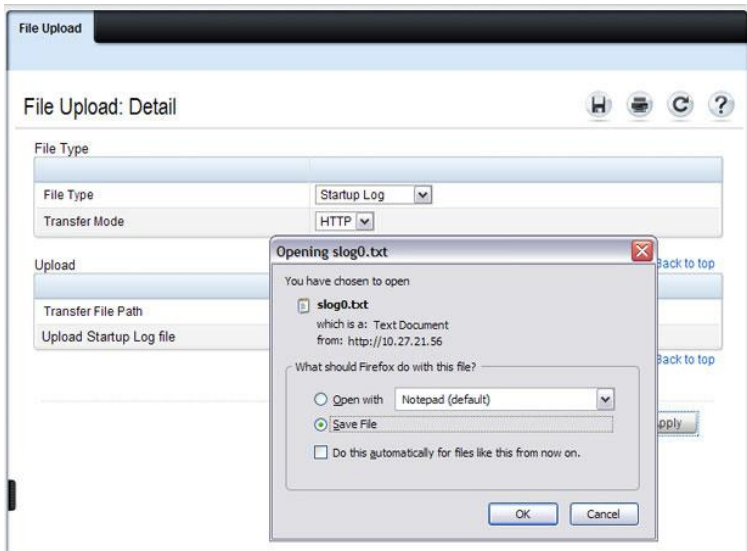 File Upload
File Upload: Detail
File Type
File Type
Startup Log
Transfer Mode
HTTP
Upload
Back to top
Transfer File Path
Upload Startup Log file
Back to top
Apply
Opening slog0.txt
You have chosen to open
slog0.txt
which is a: Text Document
from: http://10.27.21.56
What should Firefox do with this file?
Open with
Notepad (default)
Save File
Do this automatically for files like this from now on.
OK
Cancel